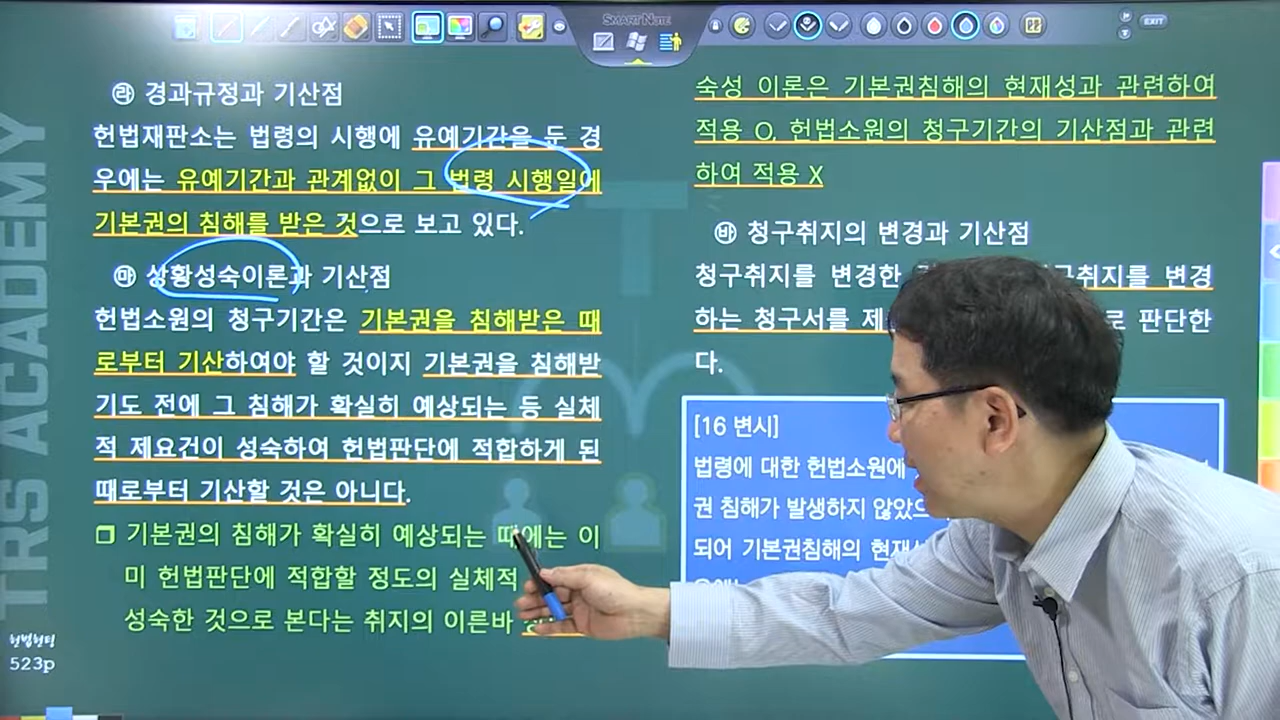 SMART NOTE
EXIT
TRS ACADEMY
㉣ 경과규정과 기산점
헌법재판소는 법령의 시행에 유예기간을 둔 경
우에는 유예기간과 관계없이 그 법령 시행일에
기본권의 침해를 받은 것으로 보고 있다.
㉤ 상황성숙이론과 기산점
헌법소원의 청구기간은 기본권을 침해받은 때
로부터 기산하여야 할 것이지 기본권을 침해받
기도 전에 그 침해가 확실히 예상되는 등 실체
적 제요건이 성숙하여 헌법판단에 적합하게 된
때로부터 기산할 것은 아니다.
❐ 기본권의 침해가 확실히 예상되는 때에는 이
미 헌법판단에 적합할 정도의 실체적
성숙한 것으로 본다는 취지의 이른바
헌법형평
523p
숙성 이론은 기본권침해의 현재성과 관련하여
적용 O, 헌법소원의 청구기간의 기산점과 관련
하여 적용 X
㉥ 청구취지의 변경과 기산점
청구취지를 변경한 청구취지를 변경
하는 청구서를 제 로 판단한
다.
[16 변시]
법령에 대한 헌법소원에
권 침해가 발생하지 않았으
되어 기본권침해의 현재